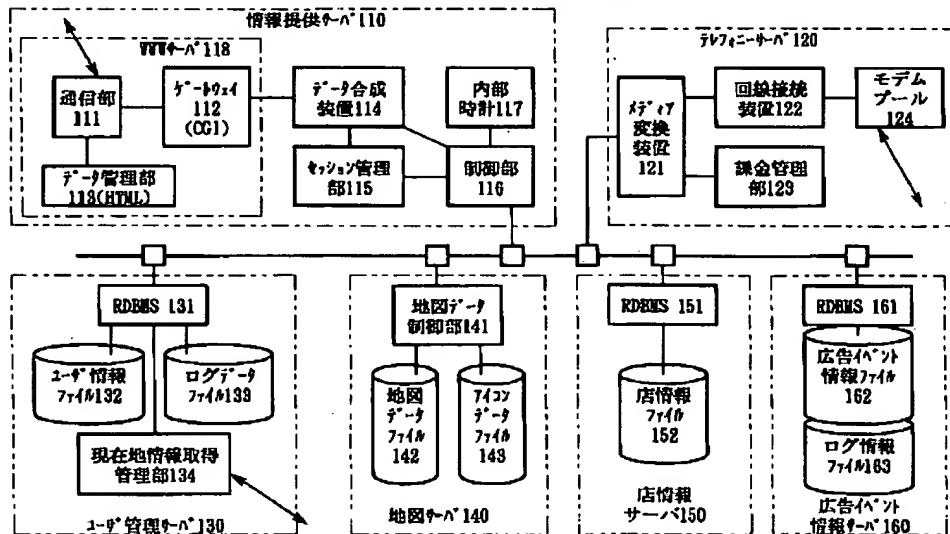 情報提供ｻｰﾊﾞ110
WWWｻｰﾊﾞ118
通信部
111
ｹﾞｰﾄｳｪｲ
112
(CGI)
データ合成
装置114
内部
時計117
データ管理部
113(HTML)
ｾｯｼｮﾝ管理
部115
制御部
116
ﾃﾚﾌｫﾆｰｻｰﾊﾞ120
ﾒﾃﾞｨｱ
変換
装置
121
回線接続
装置122
モデム
プール
124
課金管理
部123
RDBMS 131
ﾕｰｻﾞ情報
ﾌｧｲﾙ132
ログデータ
ﾌｧｲﾙ133
現在地情報取得
管理部134
ﾕｰｻﾞ管理ｻｰﾊﾞ130
地図データ
制御部141
地図
ﾃﾞｰﾀ
ﾌｧｲﾙ
142
ｱｲｺﾝ
ﾃﾞｰﾀ
ﾌｧｲﾙ
143
地図ｻｰﾊﾞ140
RDBMS 151
店情報
ﾌｧｲﾙ
152
店情報
サーバ150
RDBMS 161
広告ｲﾍﾞﾝﾄ
情報ﾌｧｲﾙ
162
ログ情報
ﾌｧｲﾙ163
広告ｲﾍﾞﾝﾄ
情報ｻｰﾊﾞ160